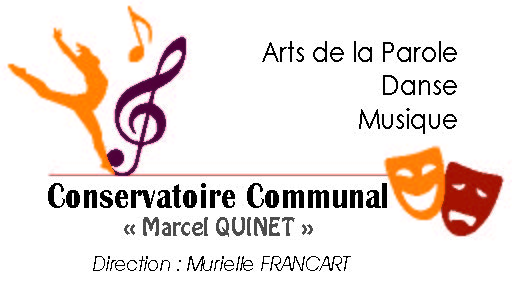 Arts de la Parole
Danse
Musique
Conservatoire Communal
« Marcel QUINET »
Direction : Murielle FRANCART